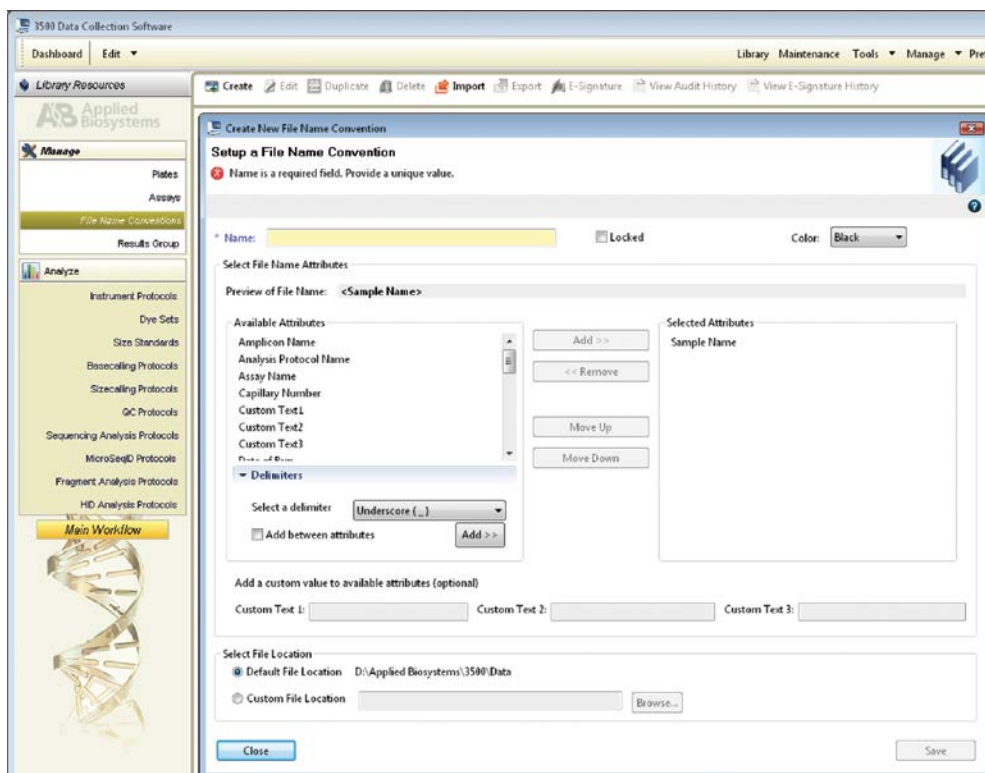 3500 Data Collection Software
Dashboard Edit
Library Maintenance Tools Manage
Library Resources
Create Edit Duplicate Delete Import Export E-Signature View Audit History View E-Signature History
Applied Biosystems
Manage
Plates
Assays
File Name Conventions
Results Group
Analyze
Instrument Protocols
Dye Sets
Size Standards
Basecalling Protocols
Sizecalling Protocols
QC Protocols
Sequencing Analysis Protocols
MicroSeqID Protocols
Fragment Analysis Protocols
HID Analysis Protocols
Main Workflow
Create New File Name Convention
Setup a File Name Convention
Name is a required field. Provide a unique value.
* Name: Locked Color: Black
Select File Name Attributes
Preview of File Name: <Sample Name>
Available Attributes
Amplicon Name
Analysis Protocol Name
Assay Name
Capillary Number
Custom Text1
Custom Text2
Custom Text3
Date of Run
Delimiters
Select a delimiter Underscore ( _ )
Add between attributes Add >>
Add >>
<< Remove
Move Up
Move Down
Selected Attributes
Sample Name
Add a custom value to available attributes (optional)
Custom Text 1: Custom Text 2: Custom Text 3:
Select File Location
Default File Location D:\Applied Biosystems\3500\Data
Custom File Location Browse...
Close Save